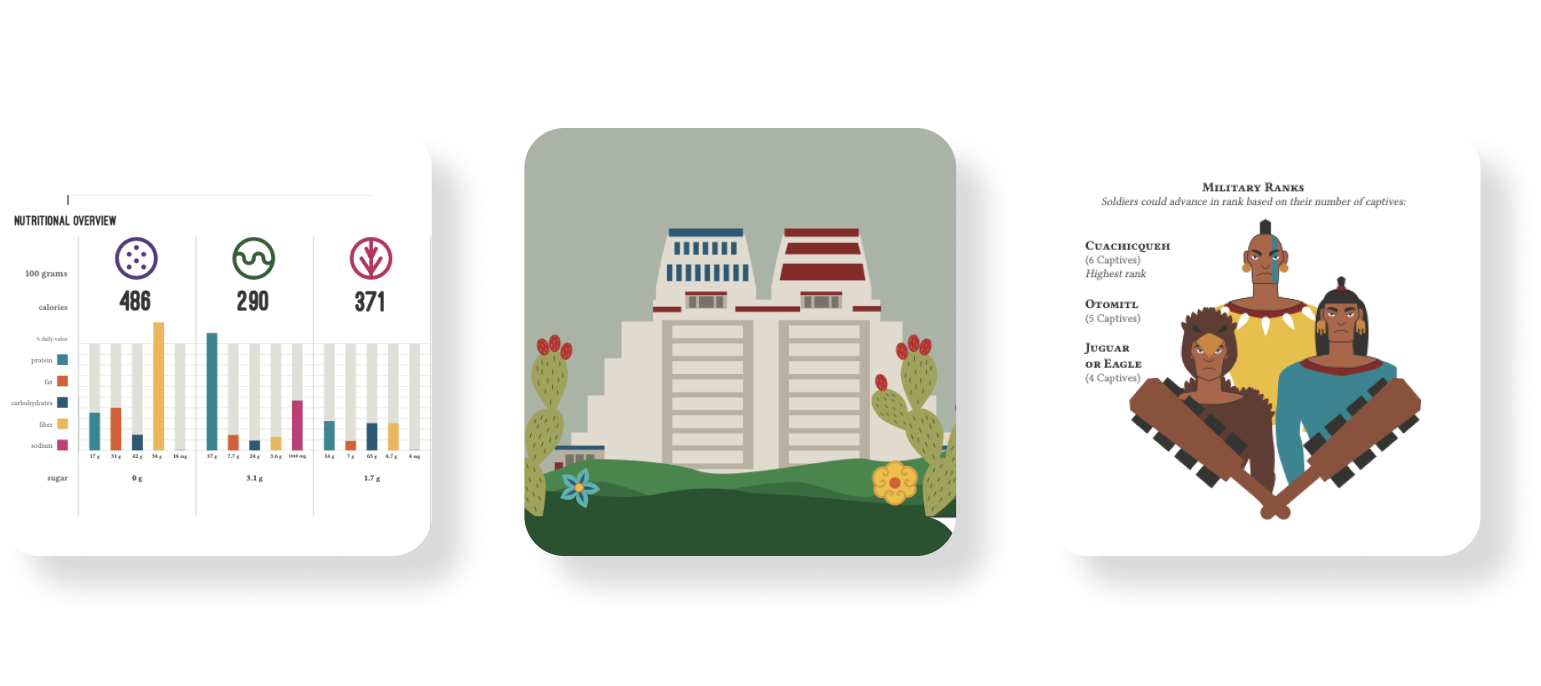 NUTRITIONAL OVERVIEW
100 grams
calories
486
290
371
% daily value
protein
fat
carbohydrates
fiber
sodium
17 g 31 g 42 g 34 g 16 mg
37 g 7.7 g 24 g 3.6 g 1040 mg
14 g 7 g 65 g 6.7 g 4 mg
sugar
0 g
3.1 g
1.7 g
Military Ranks
Soldiers could advance in rank based on their number of captives:
Cuachicqueh
(6 Captives)
Highest rank
Otomitl
(5 Captives)
Juguar
or Eagle
(4 Captives)